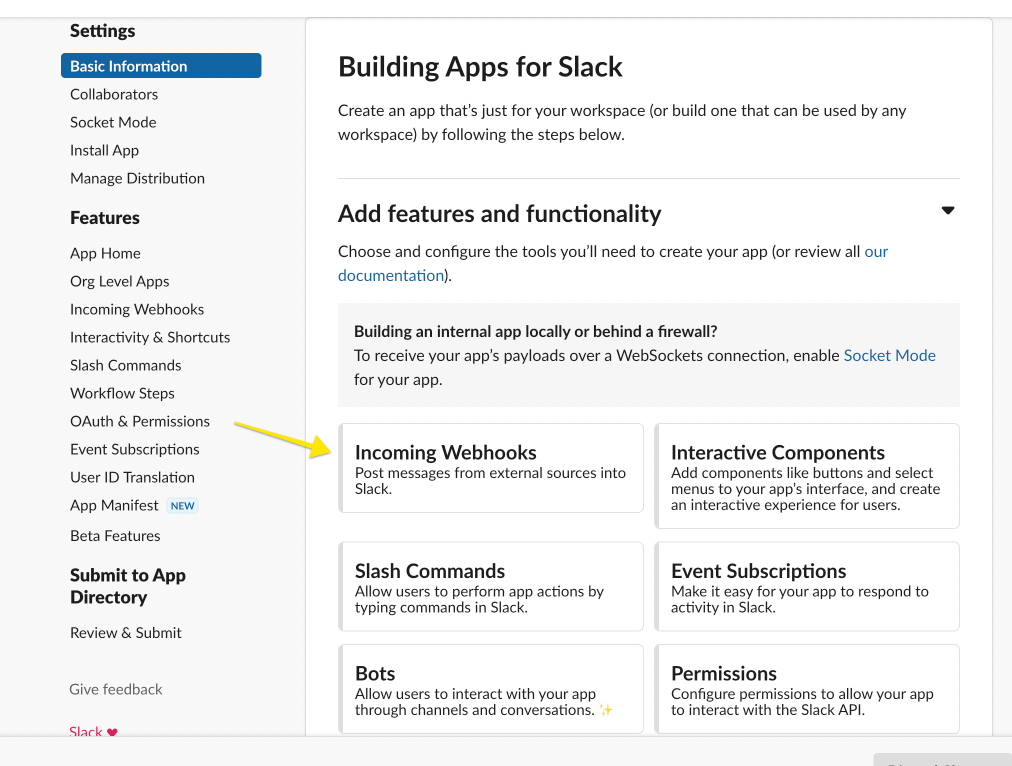 Settings
Basic Information
Collaborators
Socket Mode
Install App
Manage Distribution
Features
App Home
Org Level Apps
Incoming Webhooks
Interactivity & Shortcuts
Slash Commands
Workflow Steps
OAuth & Permissions
Event Subscriptions
User ID Translation
App Manifest NEW
Beta Features
Submit to App
Directory
Review & Submit
Give feedback
Slack ♥
Building Apps for Slack
Create an app that’s just for your workspace (or build one that can be used by any
workspace) by following the steps below.
Add features and functionality
Choose and configure the tools you’ll need to create your app (or review all our
documentation).
Building an internal app locally or behind a firewall?
To receive your app’s payloads over a WebSockets connection, enable Socket Mode
for your app.
Incoming Webhooks
Post messages from external sources into
Slack.
Interactive Components
Add components like buttons and select
menus to your app’s interface, and create
an interactive experience for users.
Slash Commands
Allow users to perform app actions by
typing commands in Slack.
Event Subscriptions
Make it easy for your app to respond to
activity in Slack.
Bots
Allow users to interact with your app
through channels and conversations. ✨
Permissions
Configure permissions to allow your app
to interact with the Slack API.